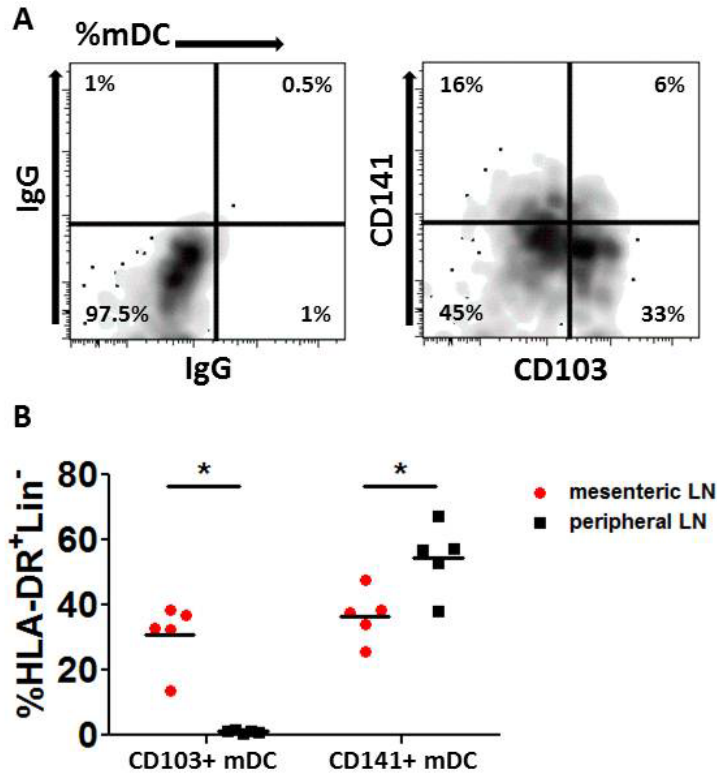 A
%mDC
1%
0.5%
IgG
97.5%
1%
IgG
16%
6%
CD141
45%
33%
CD103
B
%HLA-DR⁺Lin⁻
80
60
40
20
0
*
*
CD103+ mDC
CD141+ mDC
mesenteric LN
peripheral LN